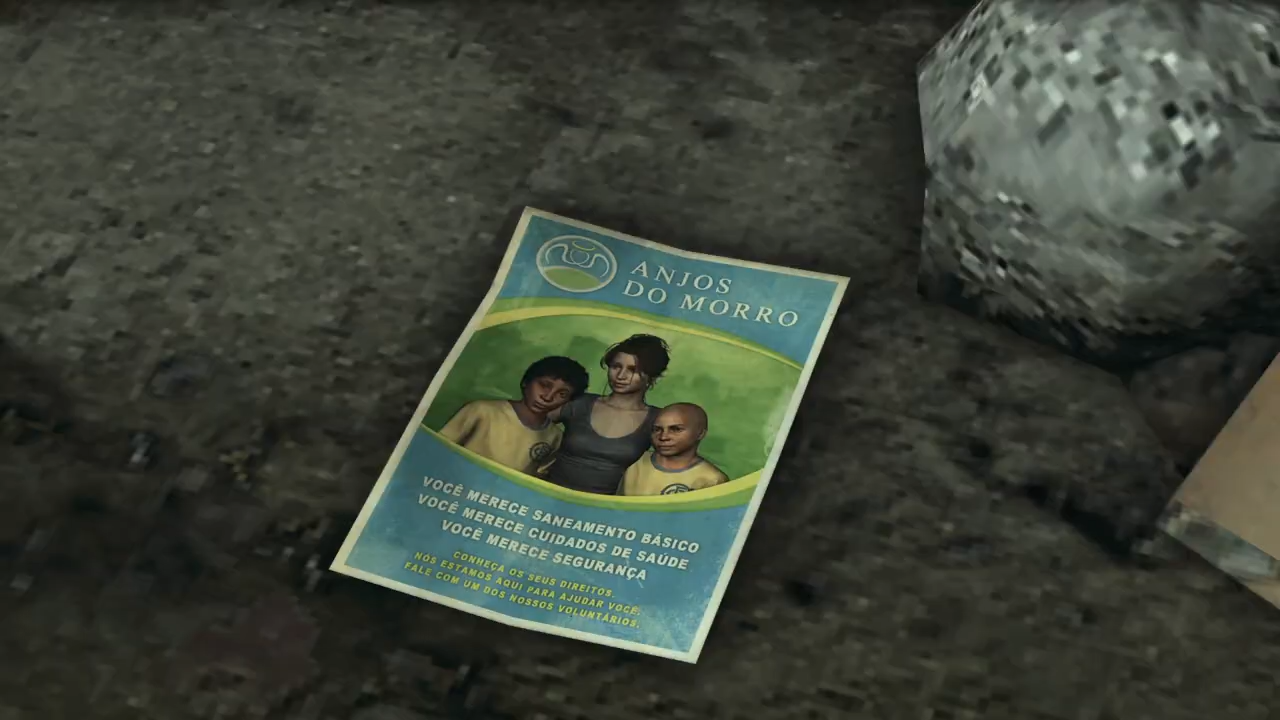 ANJOS
DO MORRO
VOCÊ MERECE SANEAMENTO BÁSICO
VOCÊ MERECE CUIDADOS DE SAÚDE
VOCÊ MERECE SEGURANÇA
CONHEÇA OS SEUS DIREITOS.
NÓS ESTAMOS AQUI PARA AJUDAR VOCÊ.
FALE COM UM DOS NOSSOS VOLUNTÁRIOS.